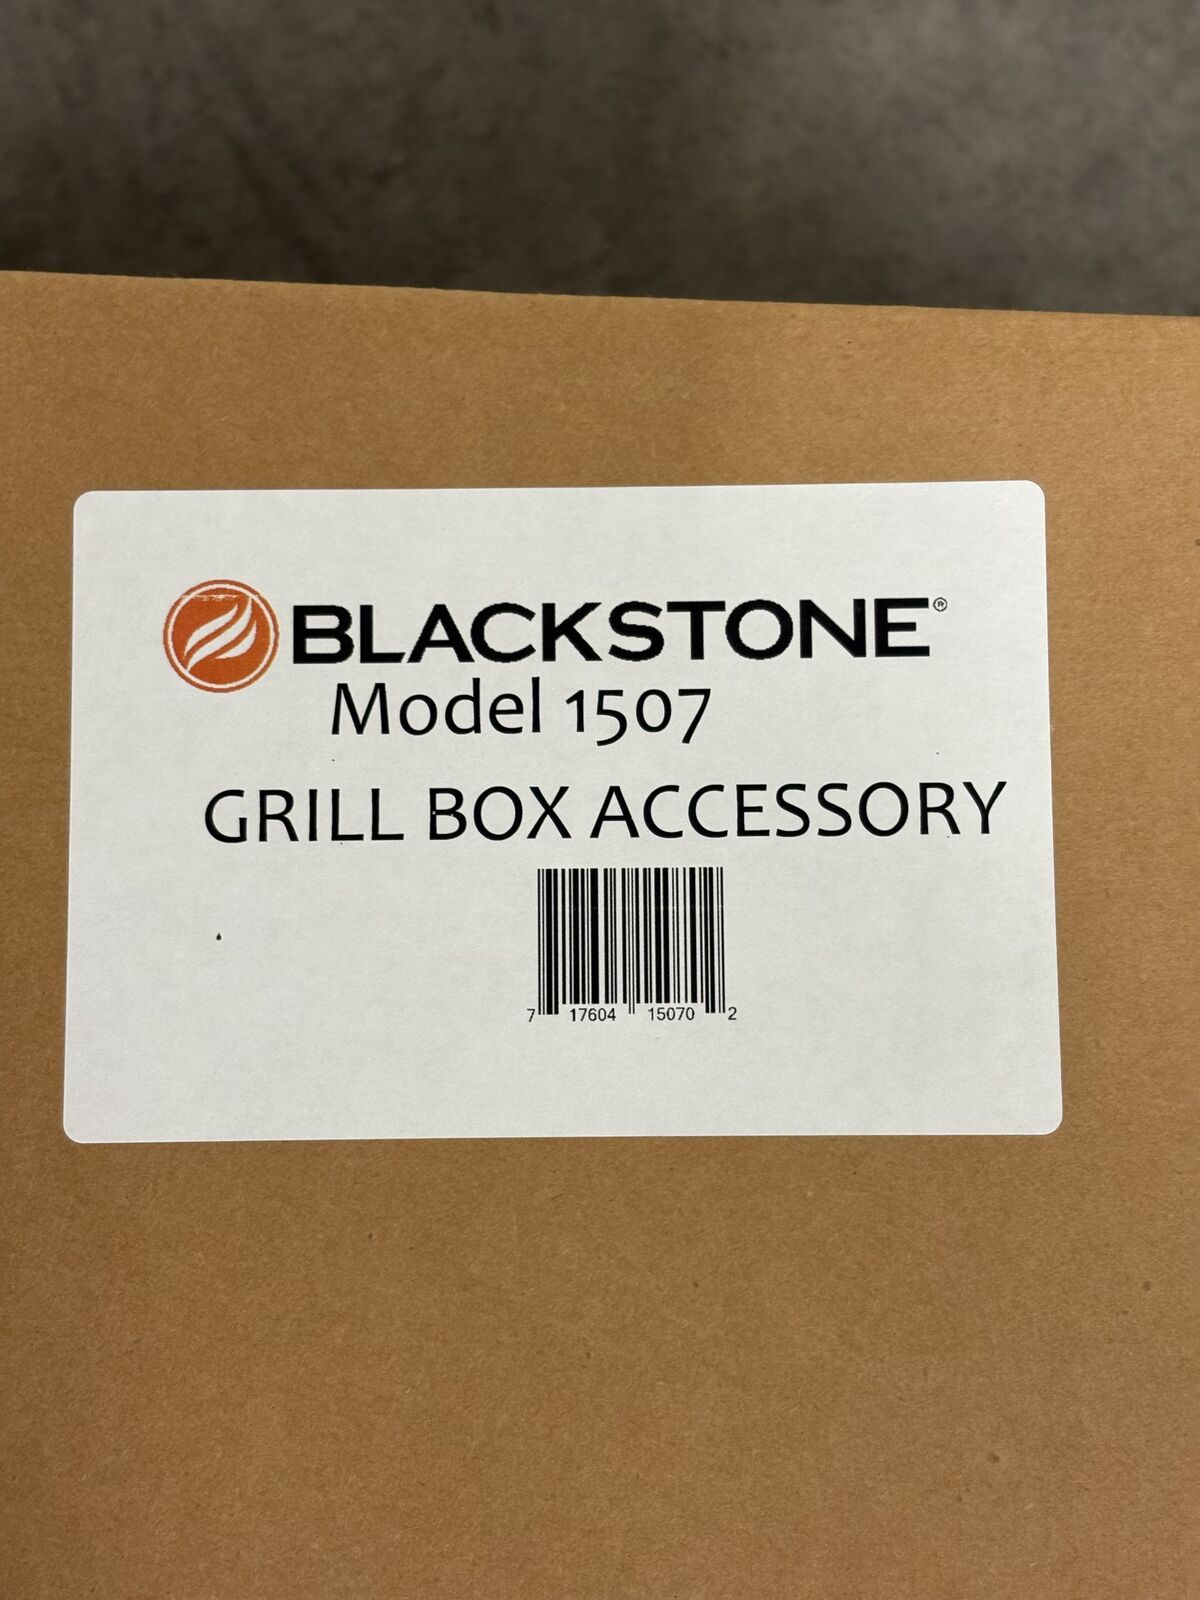 BLACKSTONE®
Model 1507
GRILL BOX ACCESSORY
7 17604 15070 2